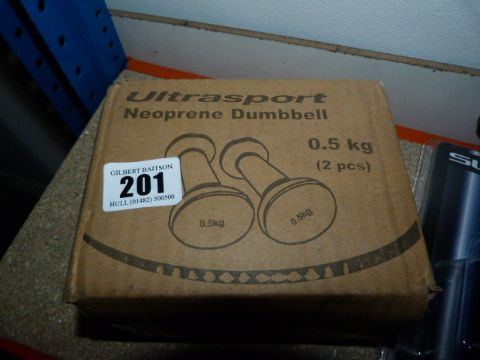 Ultrasport
Neoprene Dumbbell
0.5 kg
(2 pcs)
GILBERT BAITSON
201
HULL (01482) 500500
0.5kg
0.5kg